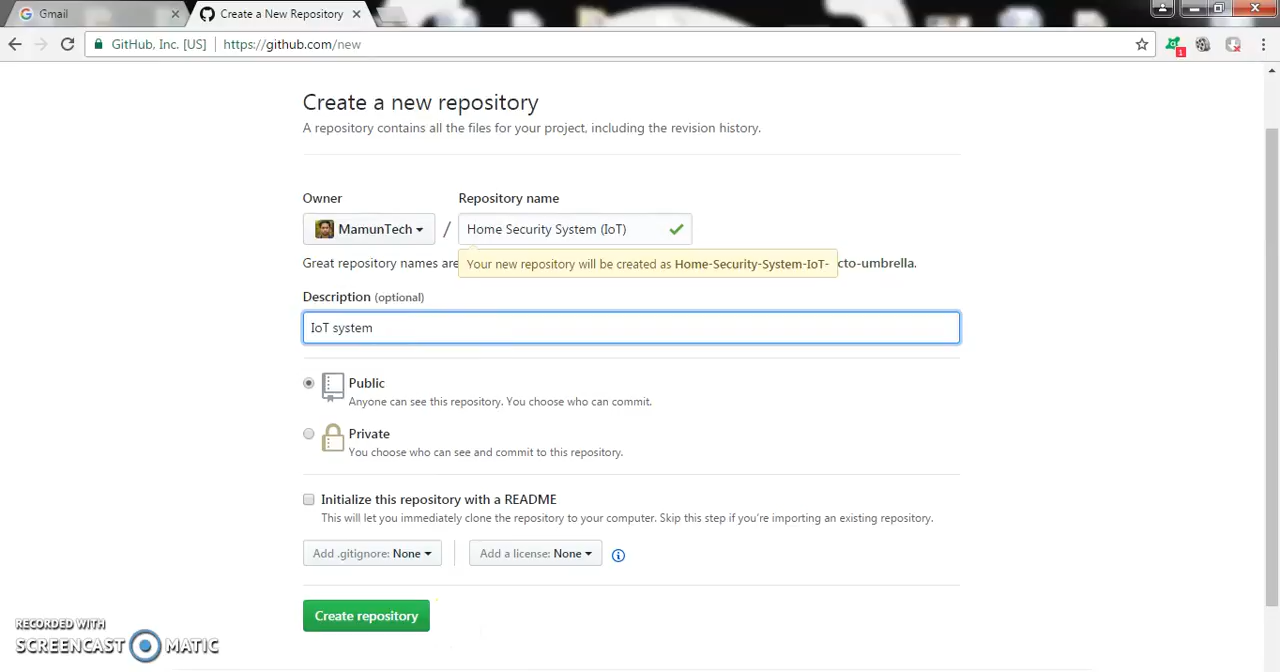 Gmail
Create a New Repository
GitHub, Inc. [US]
https://github.com/new
1
Create a new repository
A repository contains all the files for your project, including the revision history.
Owner
Repository name
MamunTech
/
Home Security System (IoT)
Great repository names are
Your new repository will be created as Home-Security-System-IoT-
cto-umbrella.
Description (optional)
IoT system
Public
Anyone can see this repository. You choose who can commit.
Private
You choose who can see and commit to this repository.
Initialize this repository with a README
This will let you immediately clone the repository to your computer. Skip this step if you're importing an existing repository.
Add .gitignore: None
Add a license: None
Create repository
RECORDED WITH
SCREENCAST MATIC